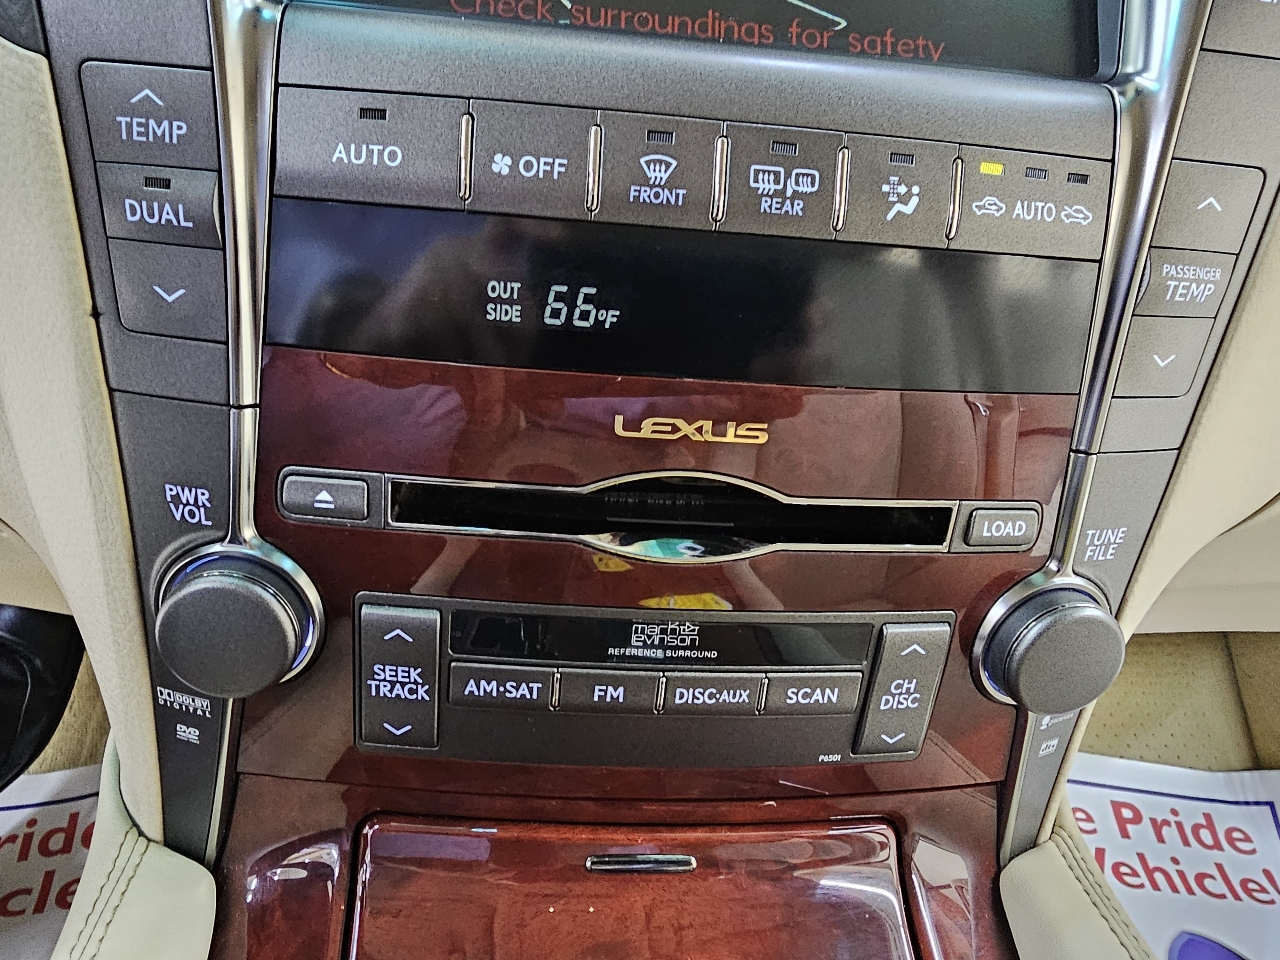 Check surroundings for safety
TEMP
AUTO
OFF
FRONT
REAR
AUTO
DUAL
PASSENGER
TEMP
OUT
SIDE
66°F
LEXUS
PWR
VOL
LOAD
TUNE
FILE
mark
levinson
REFERENCE SURROUND
SEEK
TRACK
AM•SAT
FM
DISC•AUX
SCAN
CH
DISC
DOLBY
DIGITAL
DVD
P6501
ride
cle
e Pride
Vehicle!